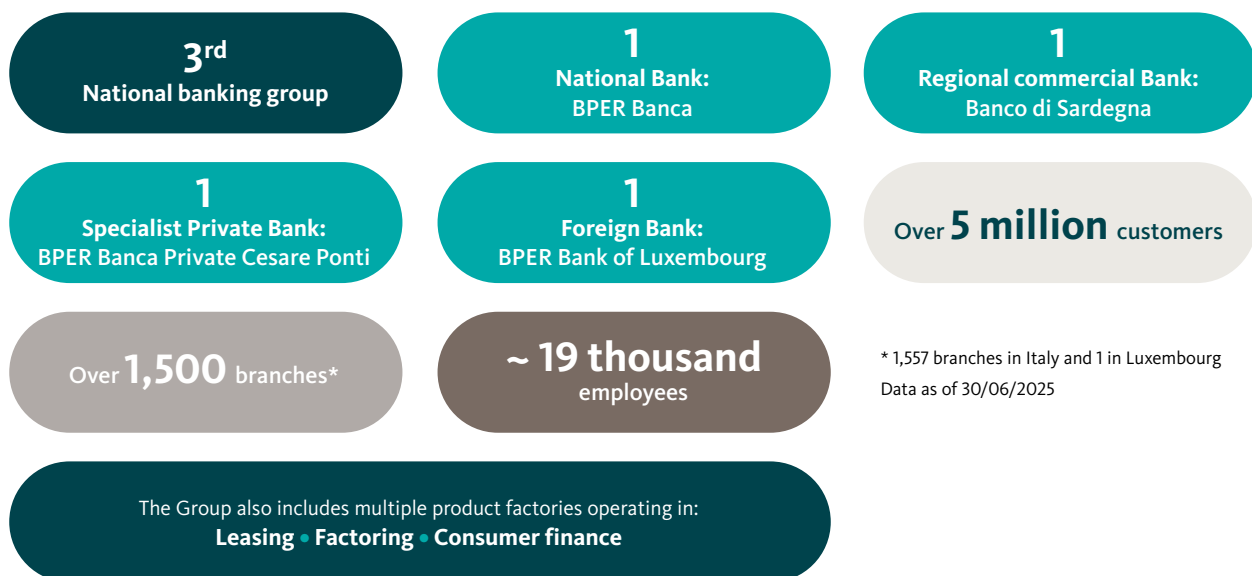 3rd
National banking group
1
National Bank:
BPER Banca
1
Regional commercial Bank:
Banco di Sardegna
1
Specialist Private Bank:
BPER Banca Private Cesare Ponti
1
Foreign Bank:
BPER Bank of Luxembourg
Over 5 million customers
Over 1,500 branches*
~ 19 thousand
employees
* 1,557 branches in Italy and 1 in Luxembourg
Data as of 30/06/2025
The Group also includes multiple product factories operating in:
Leasing • Factoring • Consumer finance